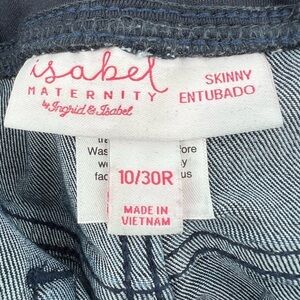 isabel
MATERNITY
by Ingrid & Isabel
SKINNY
ENTUBADO
10/30R
MADE IN
VIETNAM